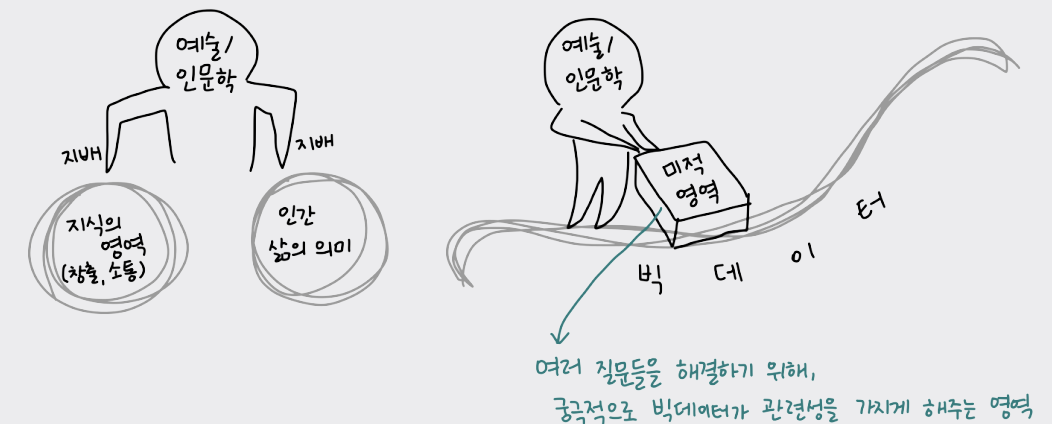 예술/
인문학
지배
지배
지식의
영역
(창출, 소통)
인간
삶의 의미
예술/
인문학
미적
영역
빅 데 이 터
여러 질문들을 해결하기 위해,
궁극적으로 빅데이터가 관련성을 가지게 해주는 영역